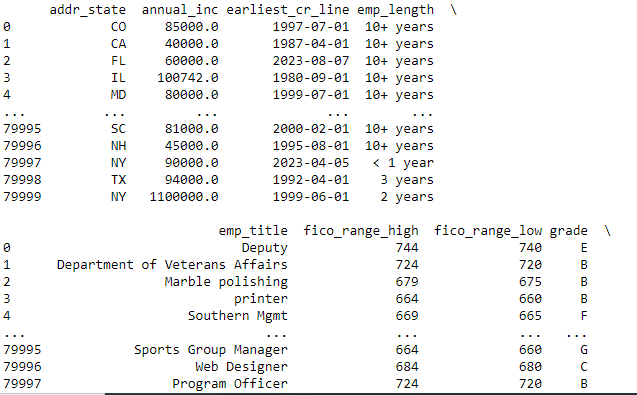 addr_state annual_inc earliest_cr_line emp_length \
0 CO 85000.0 1997-07-01 10+ years
1 CA 40000.0 1987-04-01 10+ years
2 FL 60000.0 2023-08-07 10+ years
3 IL 100742.0 1980-09-01 10+ years
4 MD 80000.0 1999-07-01 10+ years
... ... ... ... ...
79995 SC 81000.0 2000-02-01 10+ years
79996 NH 45000.0 1995-08-01 10+ years
79997 NY 90000.0 2023-04-05 < 1 year
79998 TX 94000.0 1992-04-01 3 years
79999 NY 1100000.0 1999-06-01 2 years
emp_title fico_range_high fico_range_low grade \
0 Deputy 744 740 E
1 Department of Veterans Affairs 724 720 B
2 Marble polishing 679 675 B
3 printer 664 660 B
4 Southern Mgmt 669 665 F
... ... ... ... ...
79995 Sports Group Manager 664 660 G
79996 Web Designer 684 680 C
79997 Program Officer 724 720 B